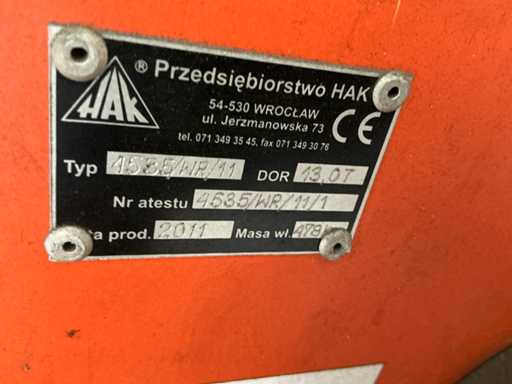 HAK ® Przedsiębiorstwo HAK
54-530 WROCŁAW
ul. Jerzmanowska 73
tel. 071 349 35 45, fax 071 349 30 76
CE
Typ 4535/WR/11 DOR 13,07
Nr atestu 4535/WR/11/1
prod. 2011 Masa wł.